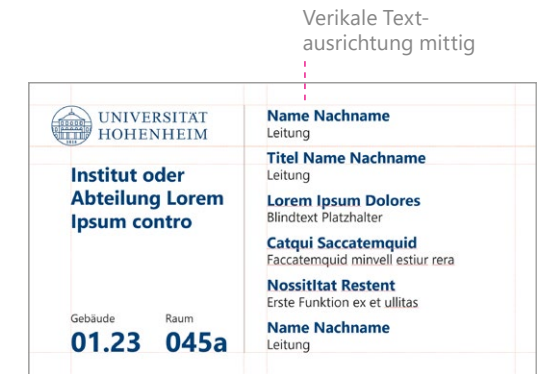 Verikale Text-
ausrichtung mittig
UNIVERSITÄT
HOHENHEIM
Institut oder
Abteilung Lorem
Ipsum contro
Gebäude
01.23
Raum
045a
Name Nachname
Leitung
Titel Name Nachname
Leitung
Lorem Ipsum Dolores
Blindtext Platzhalter
Catqui Saccatemquid
Faccatemquid minvell estiur rera
NossitItat Restent
Erste Funktion ex et ullitas
Name Nachname
Leitung